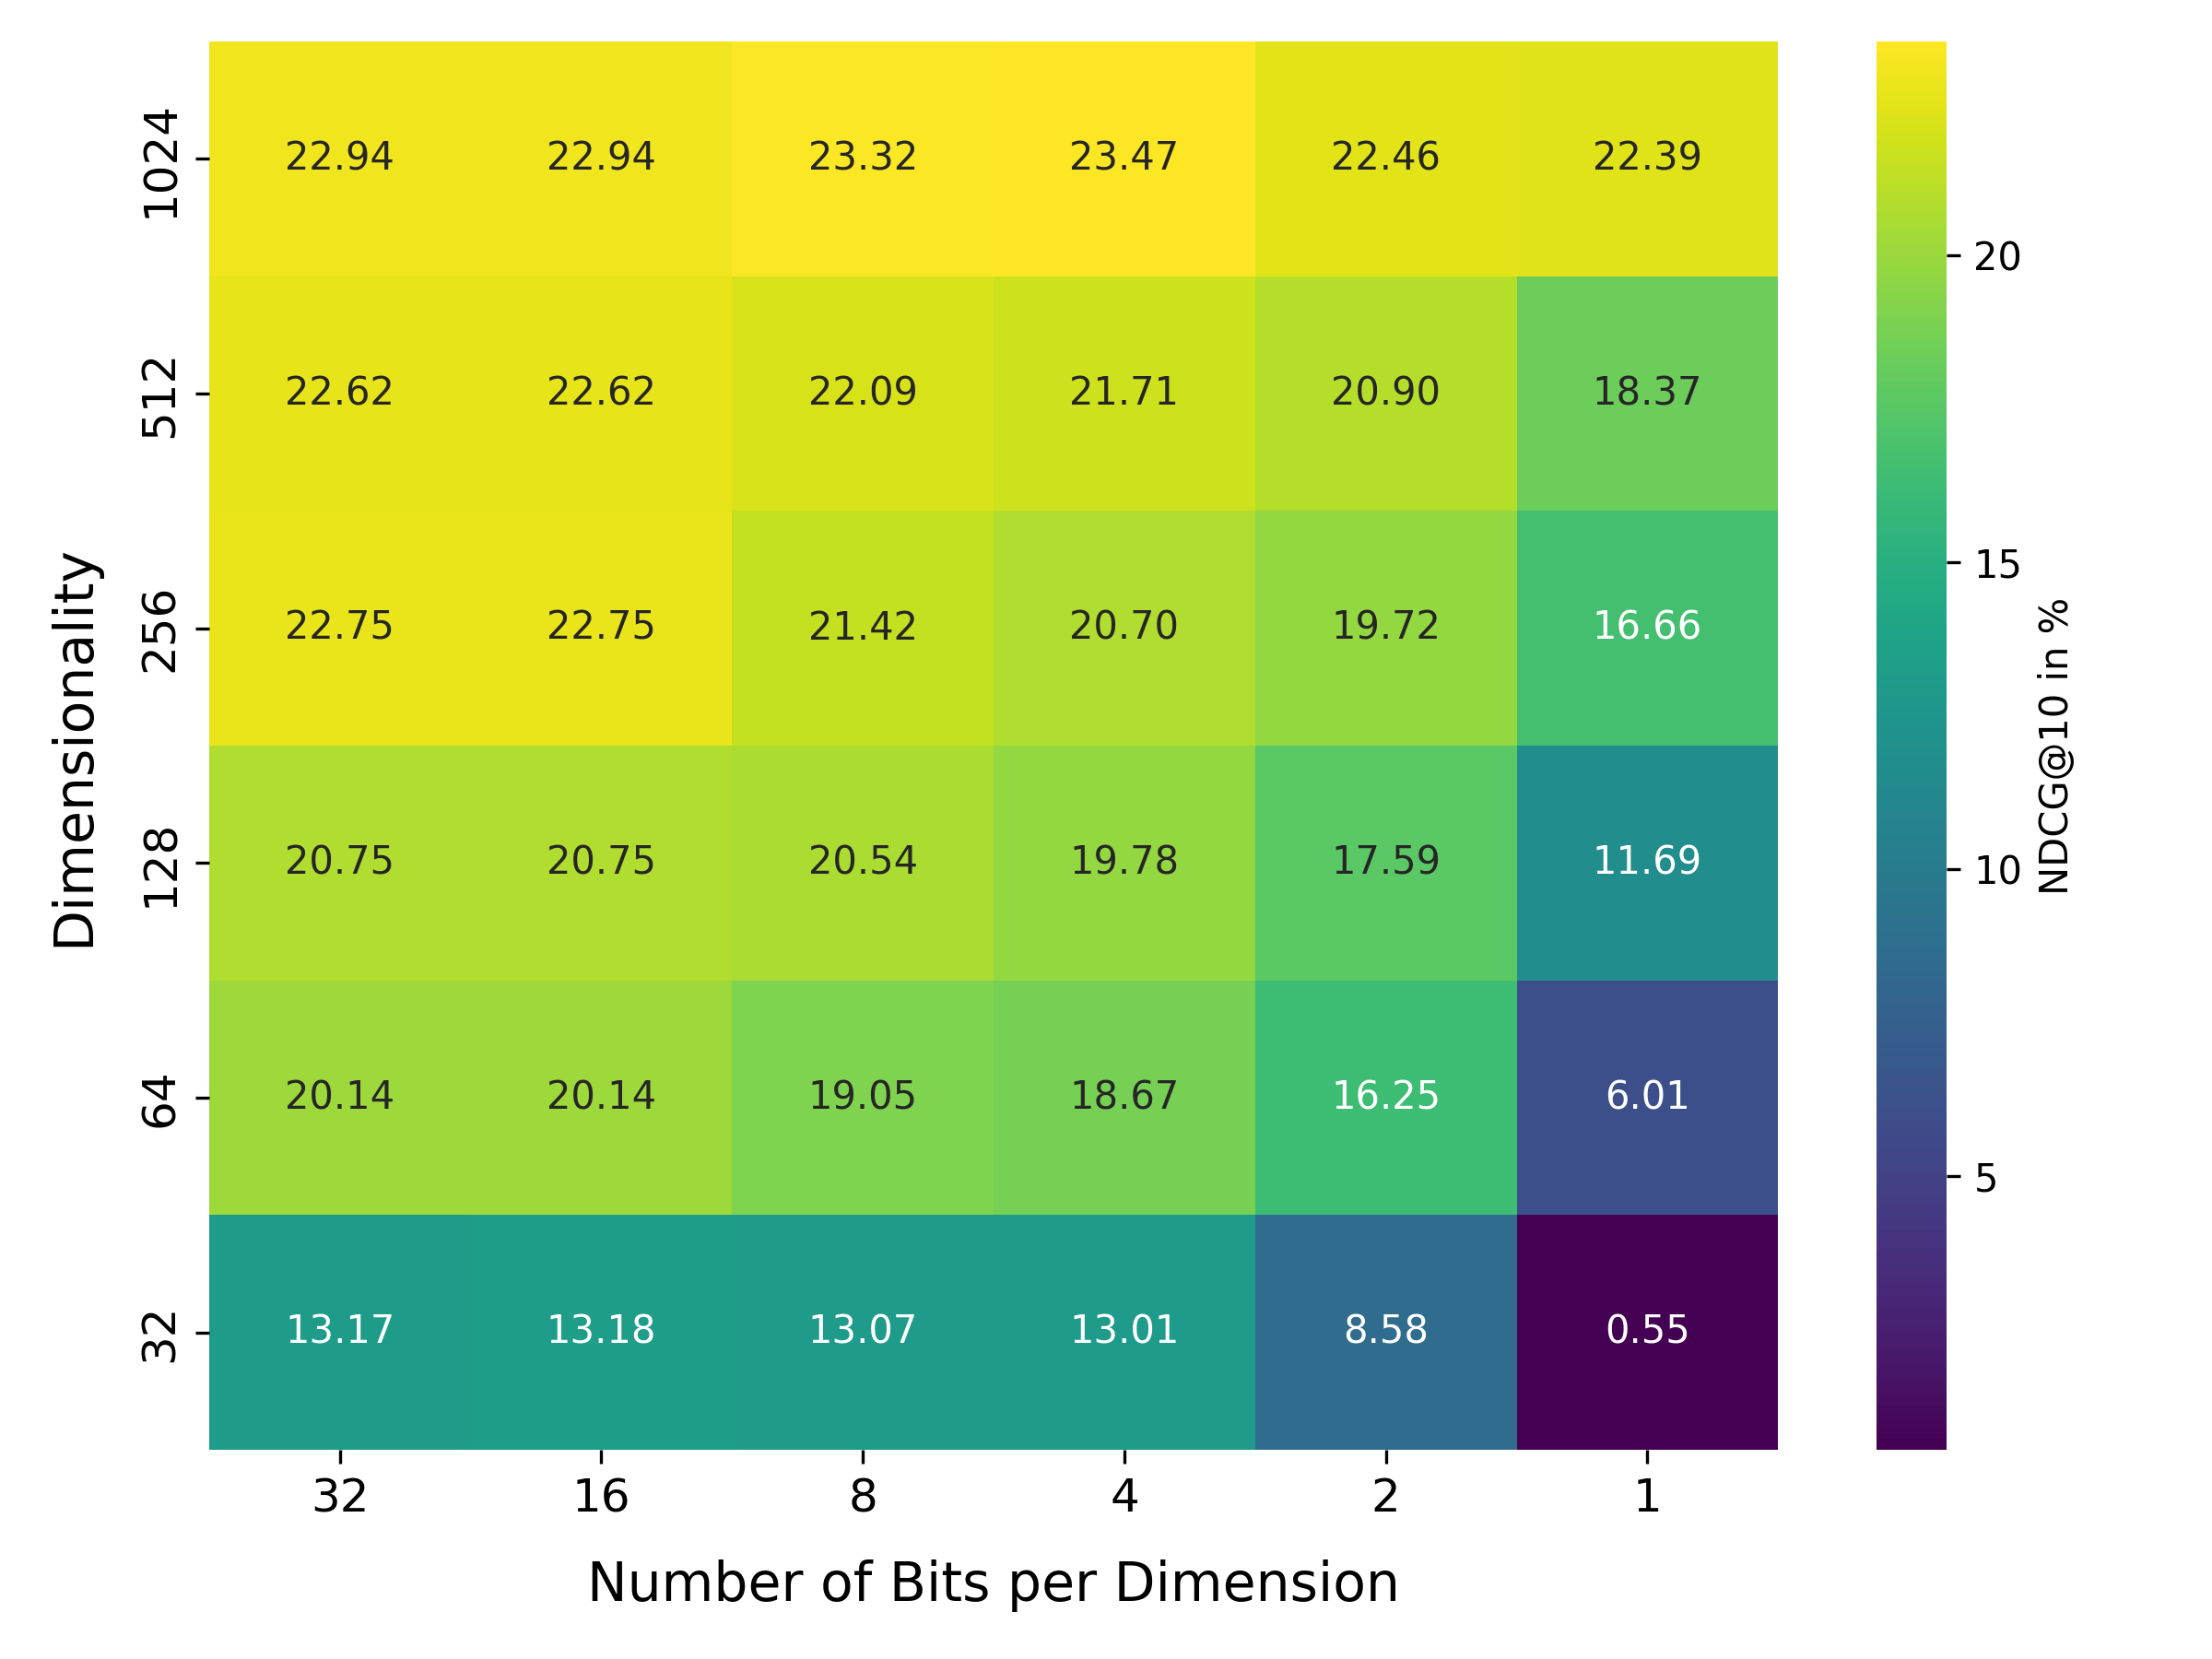 1024 22.94 22.94 23.32 23.47 22.46 22.39
512 22.62 22.62 22.09 21.71 20.90 18.37
256 22.75 22.75 21.42 20.70 19.72 16.66
128 20.75 20.75 20.54 19.78 17.59 11.69
64 20.14 20.14 19.05 18.67 16.25 6.01
32 13.17 13.18 13.07 13.01 8.58 0.55
32 16 8 4 2 1
Number of Bits per Dimension
Dimensionality
20
15
10
5
NDCG@10 in %